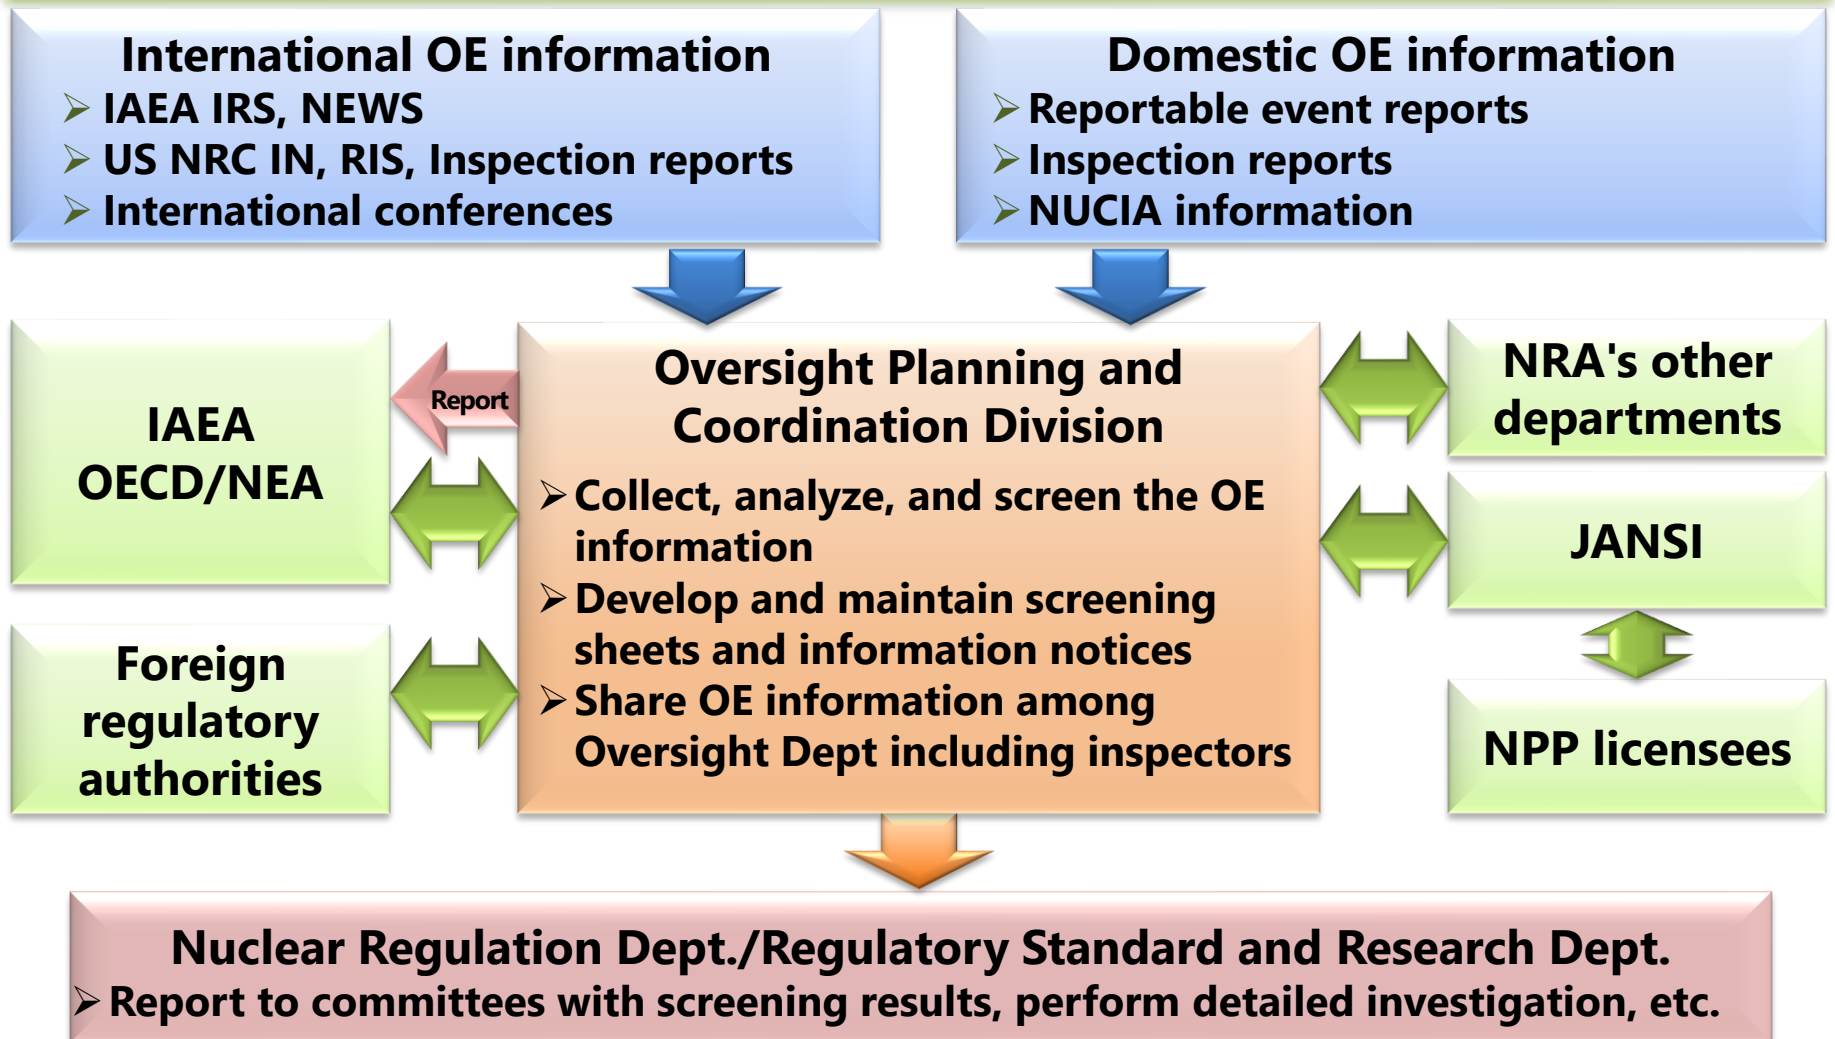 International OE information
➢ IAEA IRS, NEWS
➢ US NRC IN, RIS, Inspection reports
➢ International conferences
Domestic OE information
➢ Reportable event reports
➢ Inspection reports
➢ NUCIA information
IAEA
OECD/NEA
Report
Foreign
regulatory
authorities
Oversight Planning and
Coordination Division
➢ Collect, analyze, and screen the OE
information
➢ Develop and maintain screening
sheets and information notices
➢ Share OE information among
Oversight Dept including inspectors
NRA's other
departments
JANSI
NPP licensees
Nuclear Regulation Dept./Regulatory Standard and Research Dept.
➢ Report to committees with screening results, perform detailed investigation, etc.